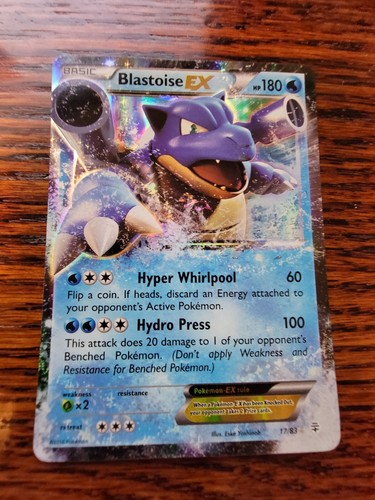 BASIC
Blastoise EX HP 180
Hyper Whirlpool 60
Flip a coin. If heads, discard an Energy attached to
your opponent's Active Pokémon.
Hydro Press 100
This attack does 20 damage to 1 of your opponent's
Benched Pokémon. (Don't apply Weakness and
Resistance for Benched Pokémon.)
weakness resistance
×2
Pokémon-EX rule
When a Pokémon-EX has been Knocked Out,
your opponent takes 2 Prize cards.
retreat
Illus. Eske Yoshinob 17/83